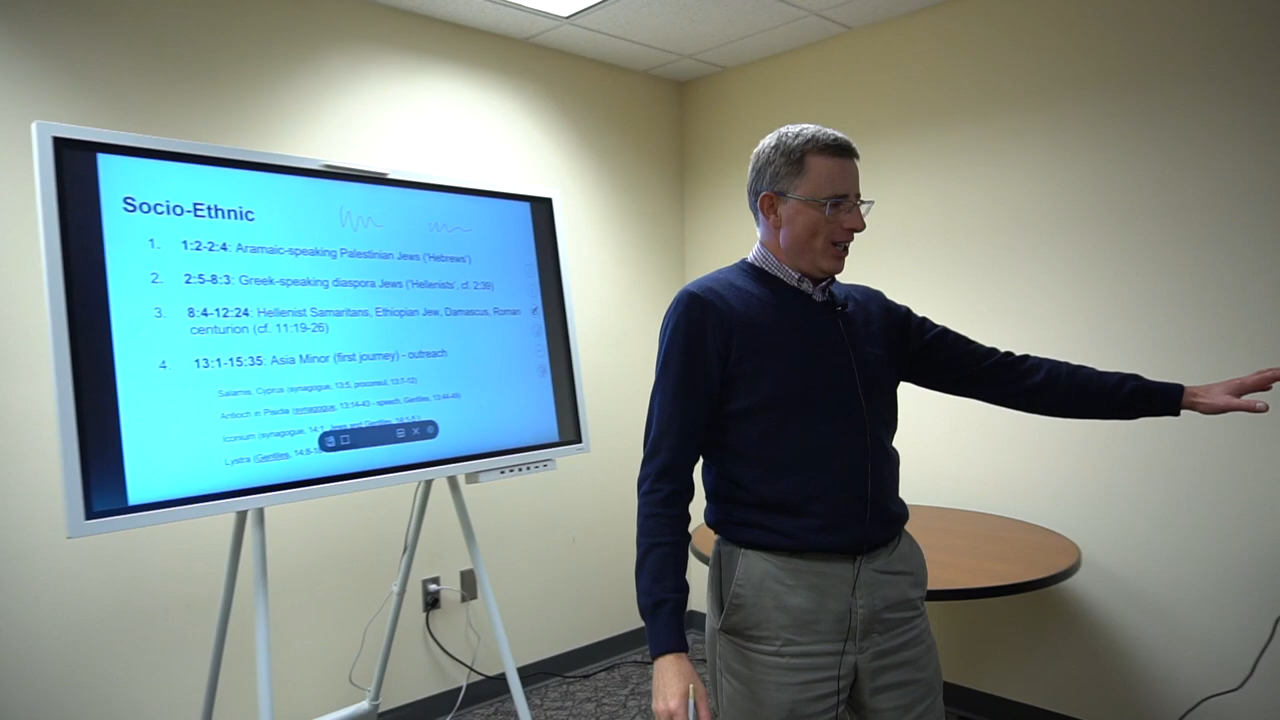 Socio-Ethnic
1. 1:2-2:4: Aramaic-speaking Palestinian Jews ('Hebrews')
2. 2:5-8:3: Greek-speaking diaspora Jews ('Hellenists', cf. 2:39)
3. 8:4-12:24: Hellenist Samaritans, Ethiopian Jew, Damascus, Roman
centurion (cf. 11:19-26)
4. 13:1-15:35: Asia Minor (first journey) - outreach
Salamis, Cyprus (synagogue, 13:5, proconsul, 13:7-12)
Antioch in Psidia (synagogue, 13:14-43 - speech, Gentiles, 13:44-49)
Iconium (synagogue, 14:1, Jews and Gentiles,
Lystra (Gentiles,